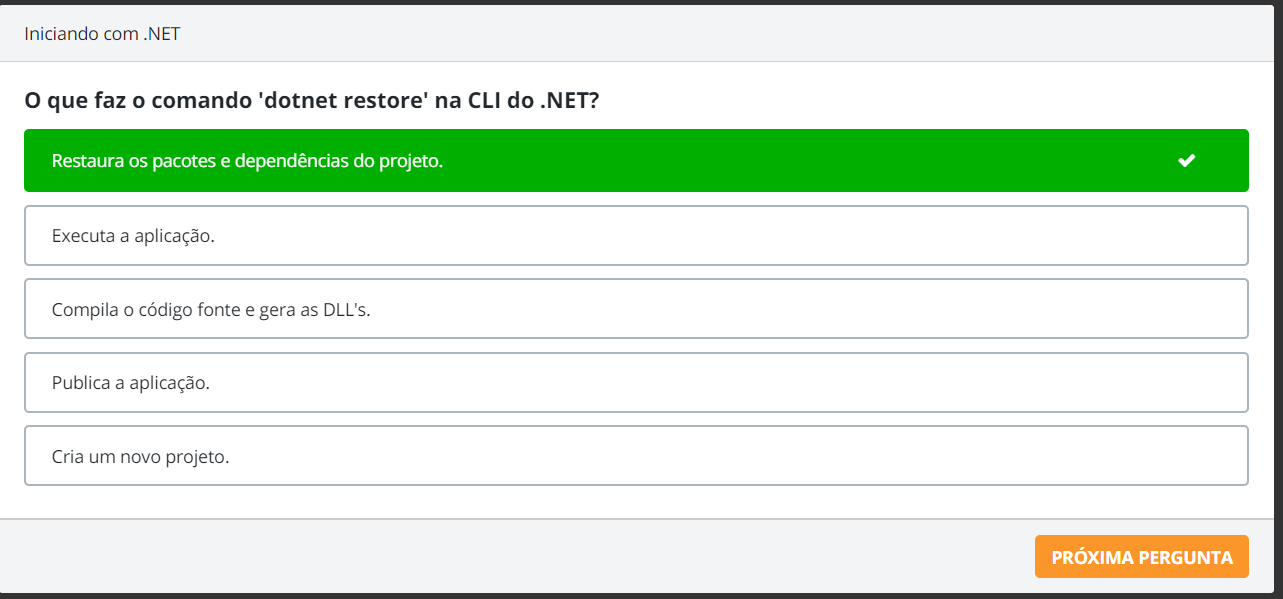 Iniciando com .NET
O que faz o comando 'dotnet restore' na CLI do .NET?
Restaura os pacotes e dependências do projeto.
Executa a aplicação.
Compila o código fonte e gera as DLL's.
Publica a aplicação.
Cria um novo projeto.
PRÓXIMA PERGUNTA